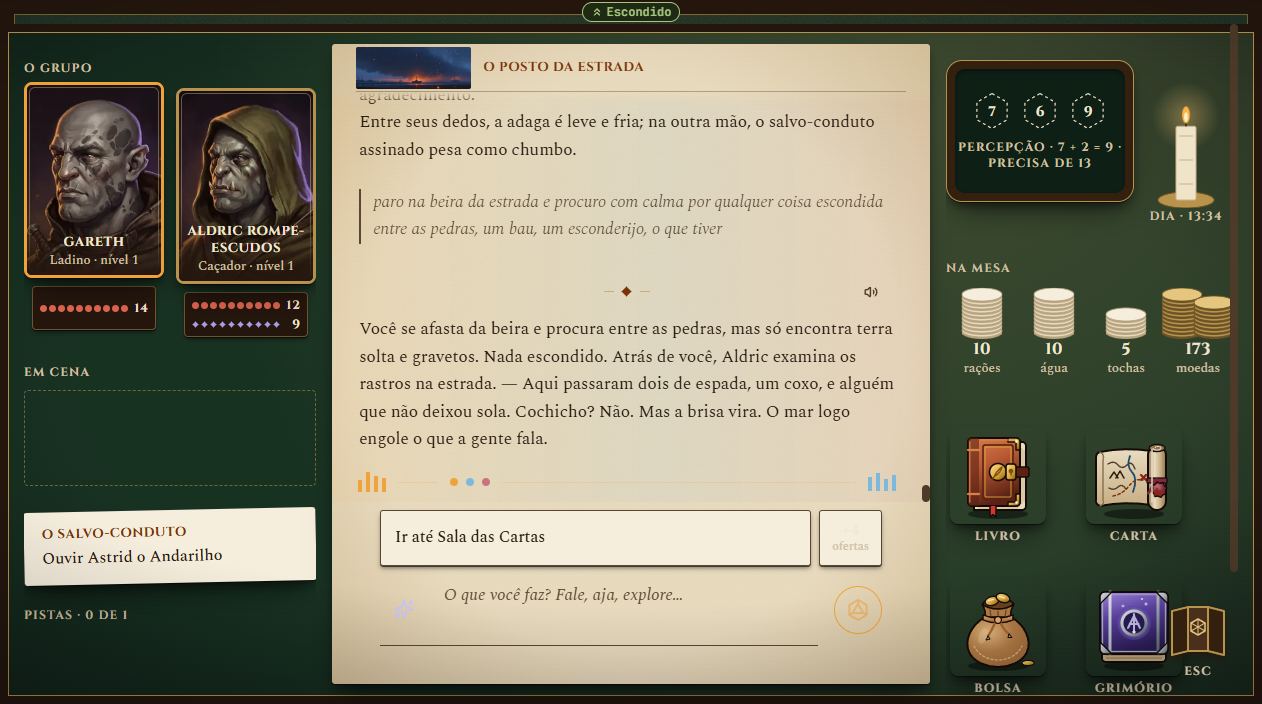 Escondido
O GRUPO
GARETH
Ladino · nível 1
14
ALDRIC ROMPE-
ESCUDOS
Caçador · nível 1
12
9
EM CENA
O SALVO-CONDUTO
Ouvir Astrid o Andarilho
PISTAS · 0 DE 1
O POSTO DA ESTRADA
agradecimento.
Entre seus dedos, a adaga é leve e fria; na outra mão, o salvo-conduto
assinado pesa como chumbo.
paro na beira da estrada e procuro com calma por qualquer coisa escondida
entre as pedras, um bau, um esconderijo, o que tiver
Você se afasta da beira e procura entre as pedras, mas só encontra terra
solta e gravetos. Nada escondido. Atrás de você, Aldric examina os
rastros na estrada. — Aqui passaram dois de espada, um coxo, e alguém
que não deixou sola. Cochicho? Não. Mas a brisa vira. O mar logo
engole o que a gente fala.
Ir até Sala das Cartas
ofertas
O que você faz? Fale, aja, explore...
7 6 9
PERCEPÇÃO · 7 + 2 = 9 ·
PRECISA DE 13
DIA · 13:34
NA MESA
10
rações
10
água
5
tochas
173
moedas
LIVRO
CARTA
BOLSA
GRIMÓRIO
ESC